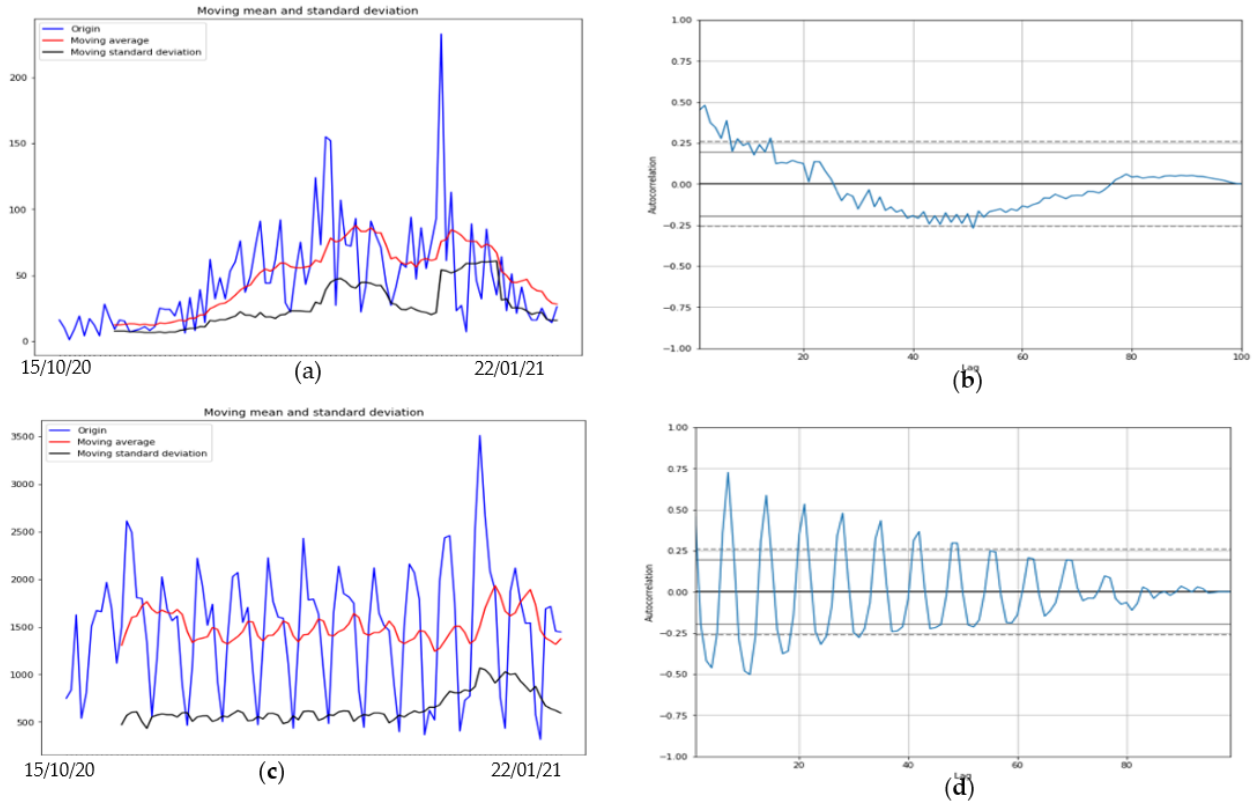 Moving mean and standard deviation
Origin
Moving average
Moving standard deviation
200
150
100
50
0
15/10/20
(a)
22/01/21
1.00
0.75
0.50
0.25
0.00
−0.25
−0.50
−0.75
−1.00
Autocorrelation
20
40
60
80
100
Lag
(b)
Moving mean and standard deviation
Origin
Moving average
Moving standard deviation
3500
3000
2500
2000
1500
1000
500
15/10/20
(c)
22/01/21
1.00
0.75
0.50
0.25
0.00
−0.25
−0.50
−0.75
−1.00
Autocorrelation
20
40
60
80
Lag
(d)